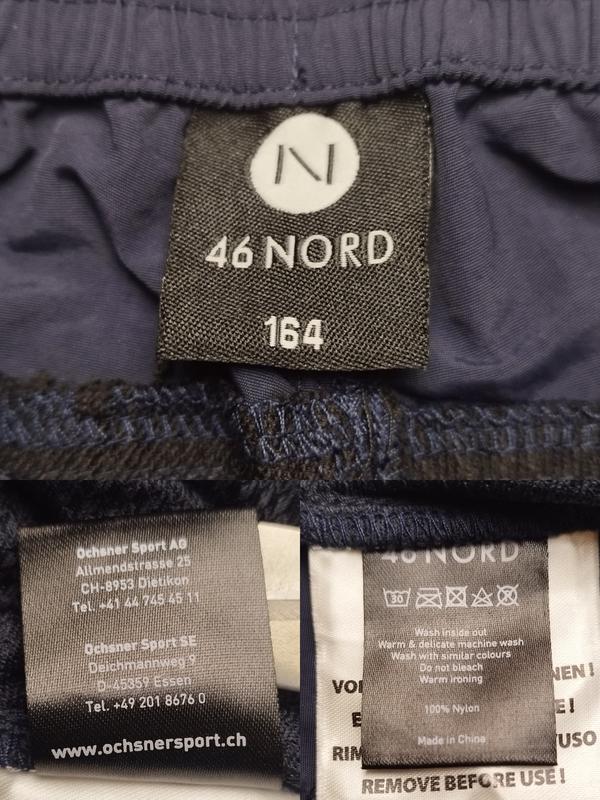 N
46 NORD
164
Ochsner Sport AG
Allmendstrasse 25
CH-8953 Dietikon
Tel. +41 44 745 45 11
Ochsner Sport SE
Deichmannweg 9
D-45359 Essen
Tel. +49 201 8676 0
www.ochsnersport.ch
46 NORD
30
Wash inside out
Warm & delicate machine wash
Wash with similar colours
Do not bleach
Warm ironing
100% Nylon
Made in China
REMOVE BEFORE USE!